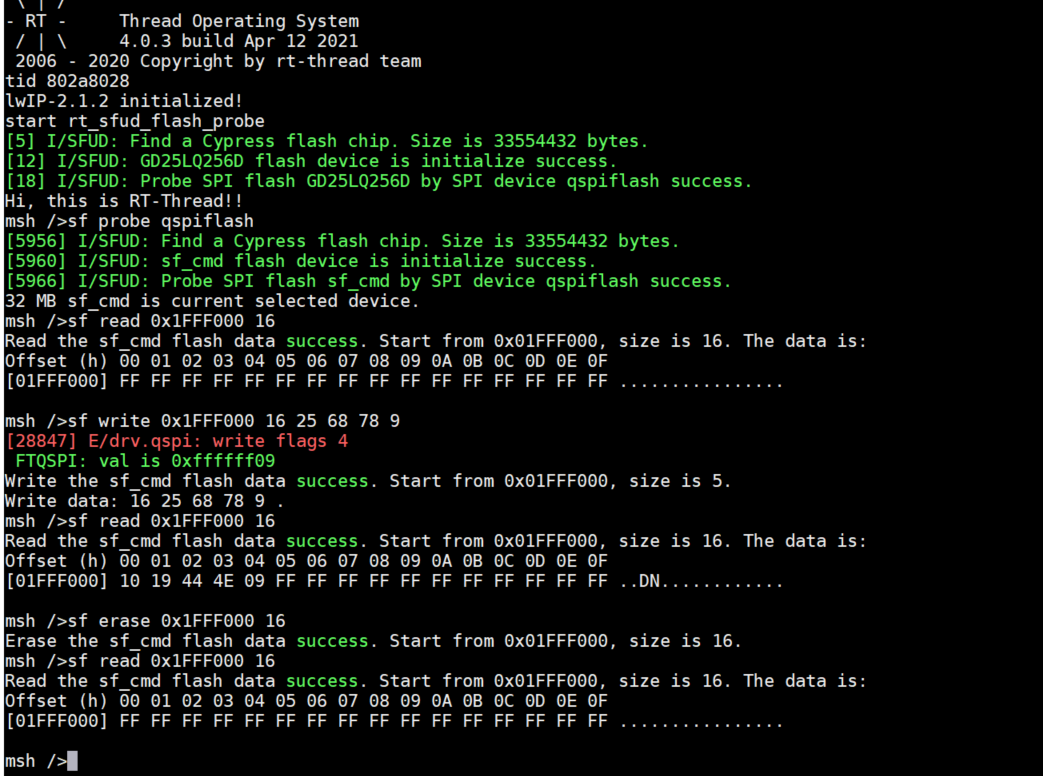 \ | /
- RT -     Thread Operating System
 / | \     4.0.3 build Apr 12 2021
 2006 - 2020 Copyright by rt-thread team
tid 802a8028
lwIP-2.1.2 initialized!
start rt_sfud_flash_probe
[5] I/SFUD: Find a Cypress flash chip. Size is 33554432 bytes.
[12] I/SFUD: GD25LQ256D flash device is initialize success.
[18] I/SFUD: Probe SPI flash GD25LQ256D by SPI device qspiflash success.
Hi, this is RT-Thread!!
msh />sf probe qspiflash
[5956] I/SFUD: Find a Cypress flash chip. Size is 33554432 bytes.
[5960] I/SFUD: sf_cmd flash device is initialize success.
[5966] I/SFUD: Probe SPI flash sf_cmd by SPI device qspiflash success.
32 MB sf_cmd is current selected device.
msh />sf read 0x1FFF000 16
Read the sf_cmd flash data success. Start from 0x01FFF000, size is 16. The data is:
Offset (h) 00 01 02 03 04 05 06 07 08 09 0A 0B 0C 0D 0E 0F
[01FFF000] FF FF FF FF FF FF FF FF FF FF FF FF FF FF FF FF ................
msh />sf write 0x1FFF000 16 25 68 78 9
[28847] E/drv.qspi: write flags 4
 FTQSPI: val is 0xffffff09
Write the sf_cmd flash data success. Start from 0x01FFF000, size is 5.
Write data: 16 25 68 78 9 .
msh />sf read 0x1FFF000 16
Read the sf_cmd flash data success. Start from 0x01FFF000, size is 16. The data is:
Offset (h) 00 01 02 03 04 05 06 07 08 09 0A 0B 0C 0D 0E 0F
[01FFF000] 10 19 44 4E 09 FF FF FF FF FF FF FF FF FF FF FF ..DN............
msh />sf erase 0x1FFF000 16
Erase the sf_cmd flash data success. Start from 0x01FFF000, size is 16.
msh />sf read 0x1FFF000 16
Read the sf_cmd flash data success. Start from 0x01FFF000, size is 16. The data is:
Offset (h) 00 01 02 03 04 05 06 07 08 09 0A 0B 0C 0D 0E 0F
[01FFF000] FF FF FF FF FF FF FF FF FF FF FF FF FF FF FF FF ................
msh />